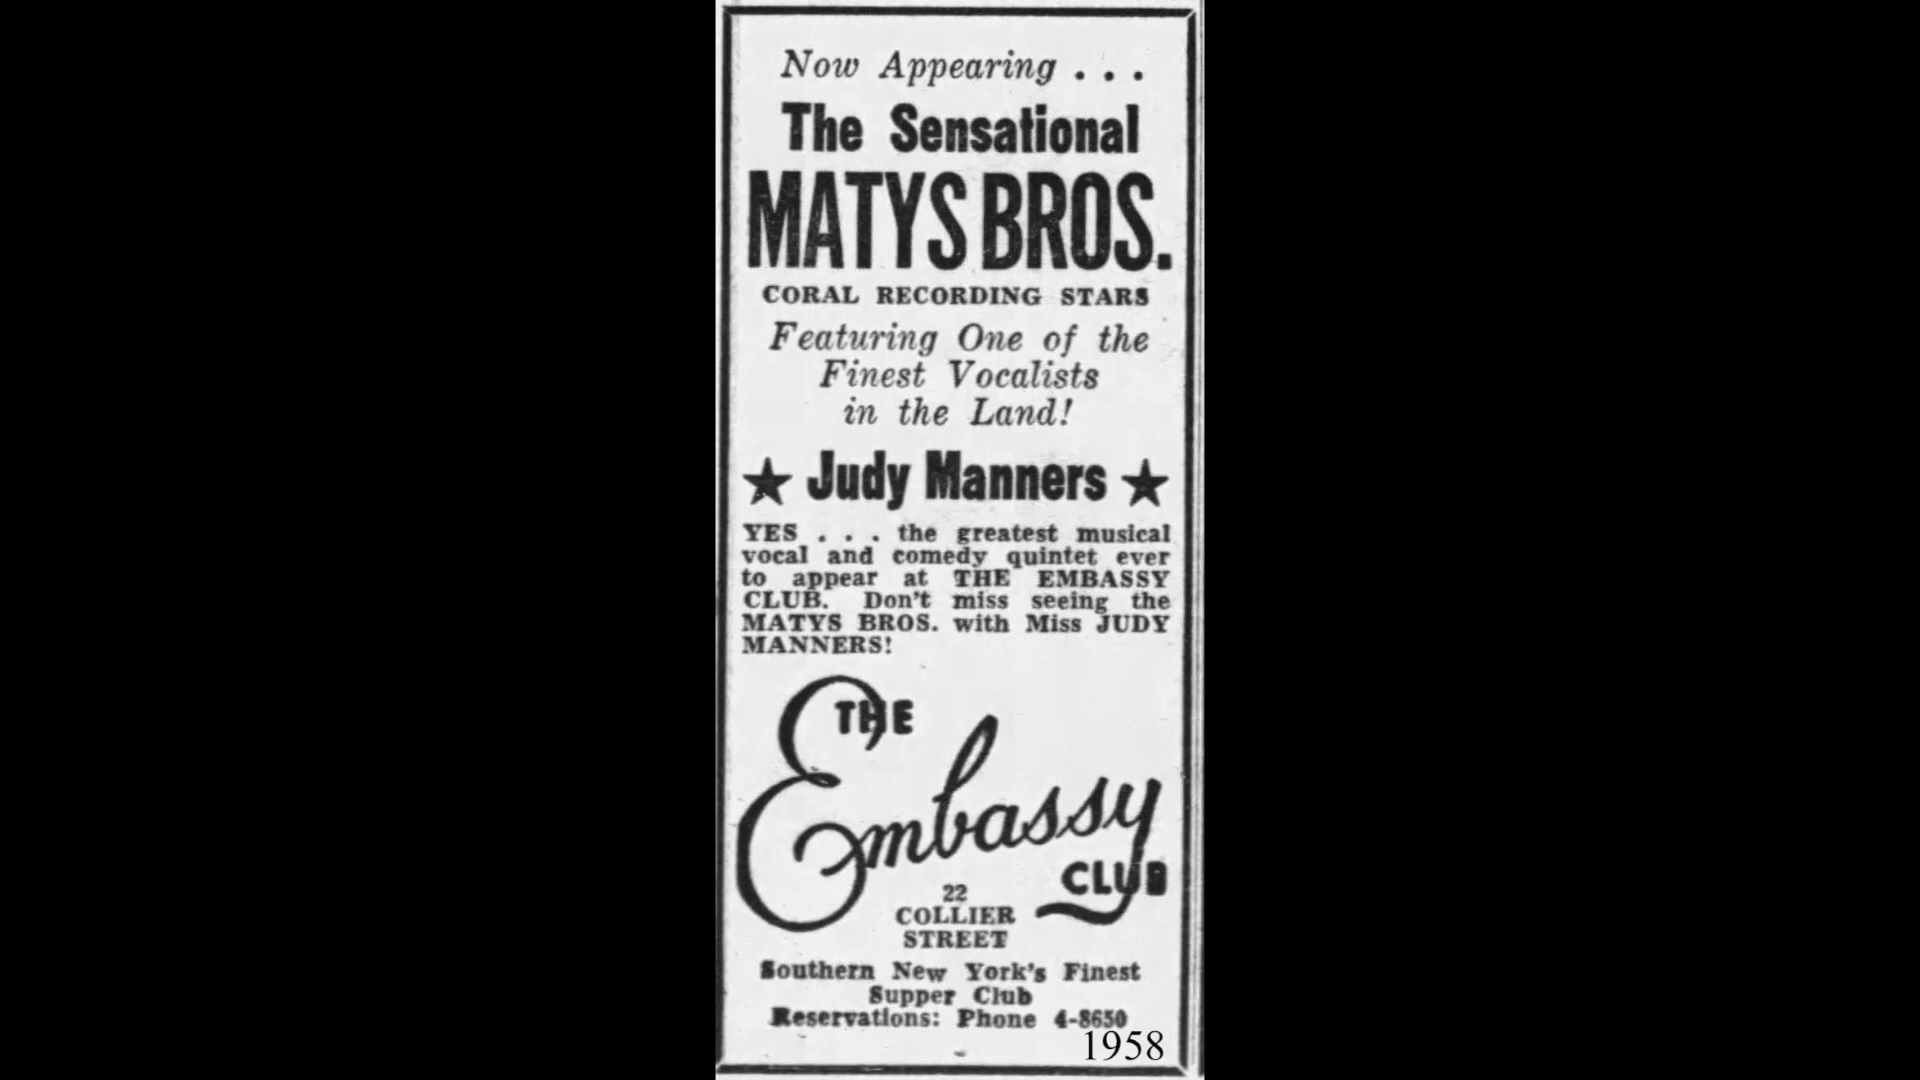 Now Appearing . . .
The Sensational
MATYS BROS.
CORAL RECORDING STARS
Featuring One of the
Finest Vocalists
in the Land!
★ Judy Manners ★
YES . . . the greatest musical
vocal and comedy quintet ever
to appear at THE EMBASSY
CLUB. Don't miss seeing the
MATYS BROS. with Miss JUDY
MANNERS!
THE
Embassy
CLUB
22
COLLIER
STREET
Southern New York's Finest
Supper Club
Reservations: Phone 4-8650
1958